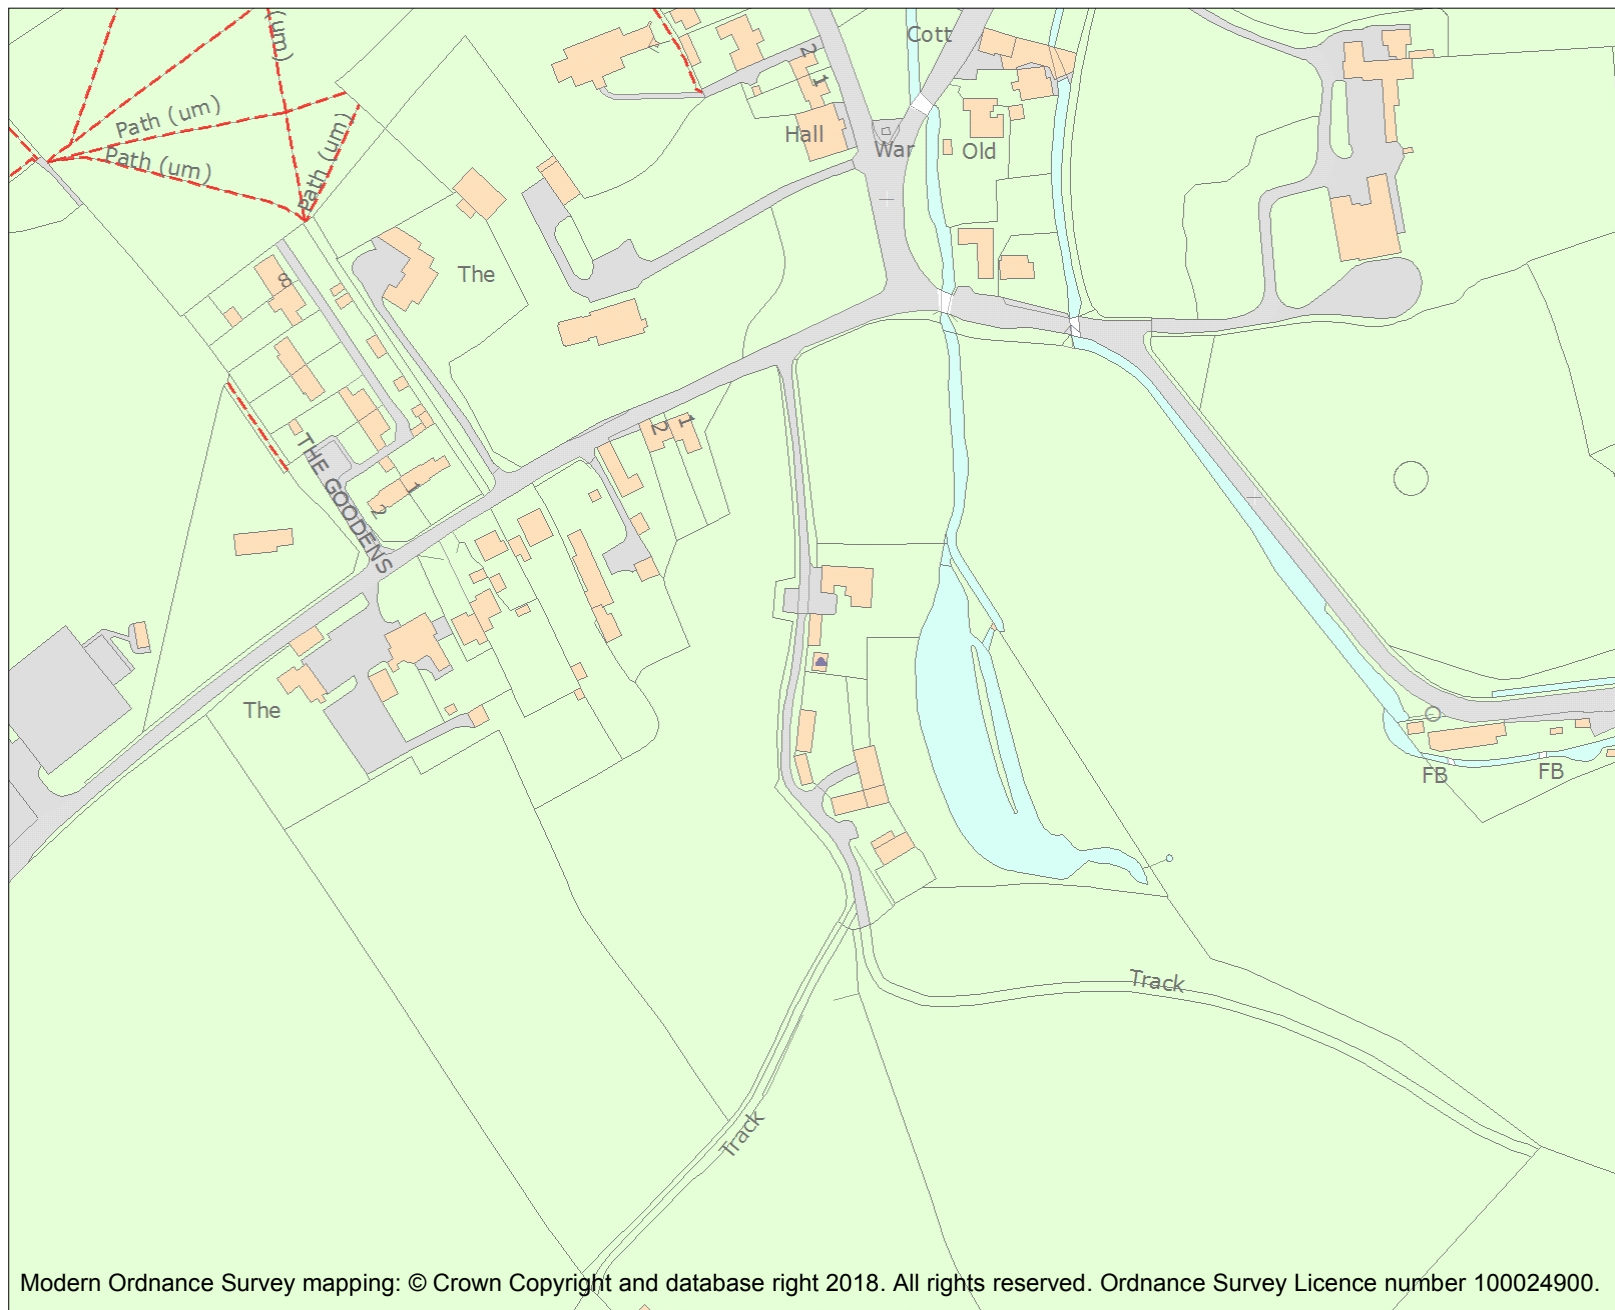 (um)
Cott
2
1
Path (um)
Hall
War
Old
Path (um)
Path (um)
The
8
1
2
THE GOODENS
1
2
The
FB
FB
Track
Track
Modern Ordnance Survey mapping: © Crown Copyright and database right 2018. All rights reserved. Ordnance Survey Licence number 100024900.